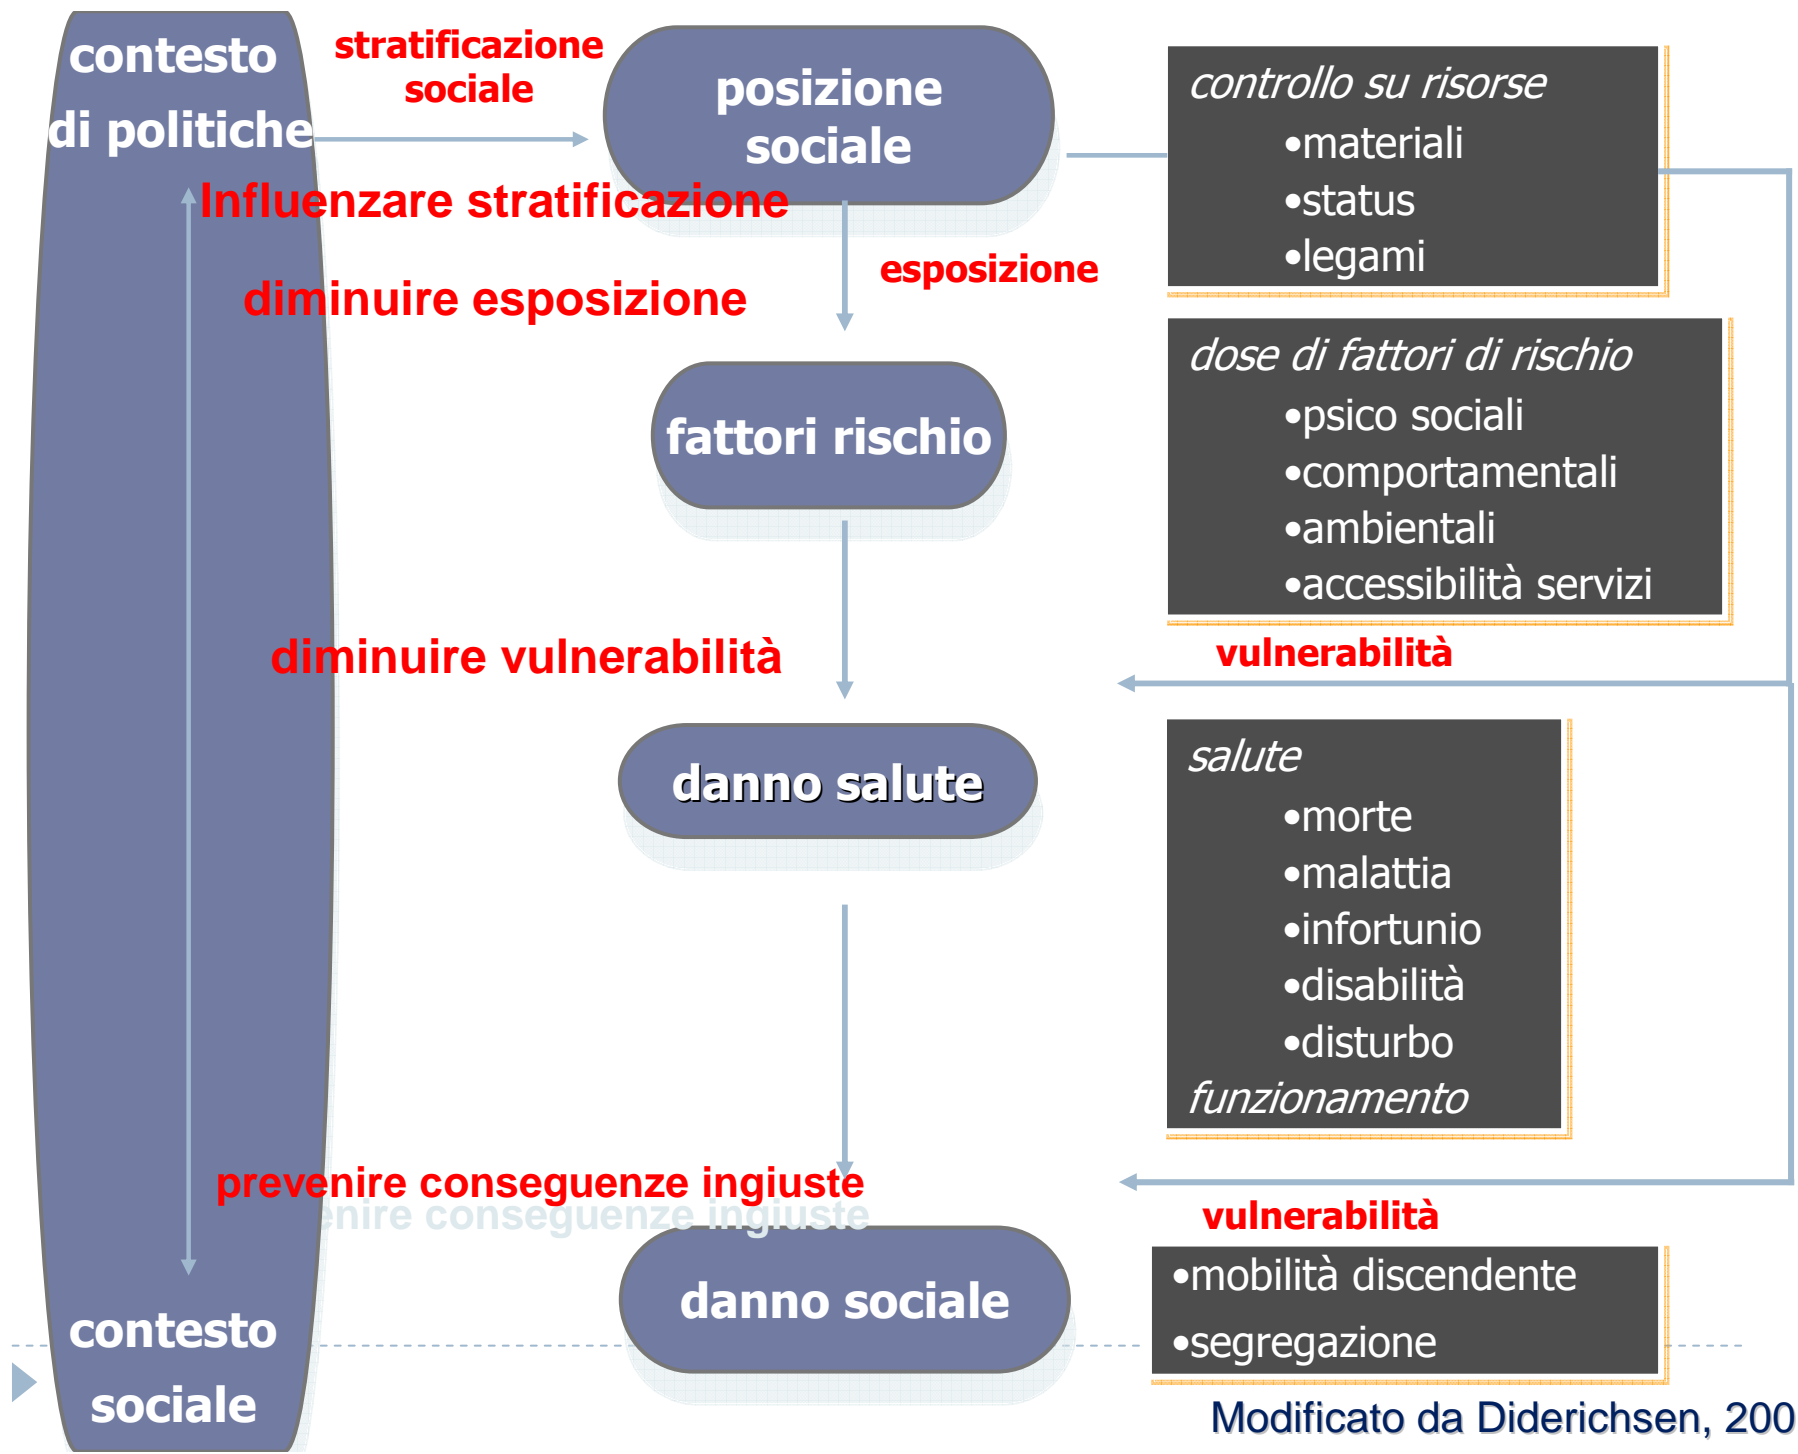 contesto
di politiche
stratificazione
sociale
posizione
sociale
controllo su risorse
•materiali
•status
•legami
Influenzare stratificazione
esposizione
diminuire esposizione
dose di fattori di rischio
•psico sociali
•comportamentali
•ambientali
•accessibilità servizi
fattori rischio
diminuire vulnerabilità
vulnerabilità
danno salute
salute
•morte
•malattia
•infortunio
•disabilità
•disturbo
funzionamento
prevenire conseguenze ingiuste
vulnerabilità
danno sociale
•mobilità discendente
•segregazione
contesto
sociale
Modificato da Diderichsen, 200